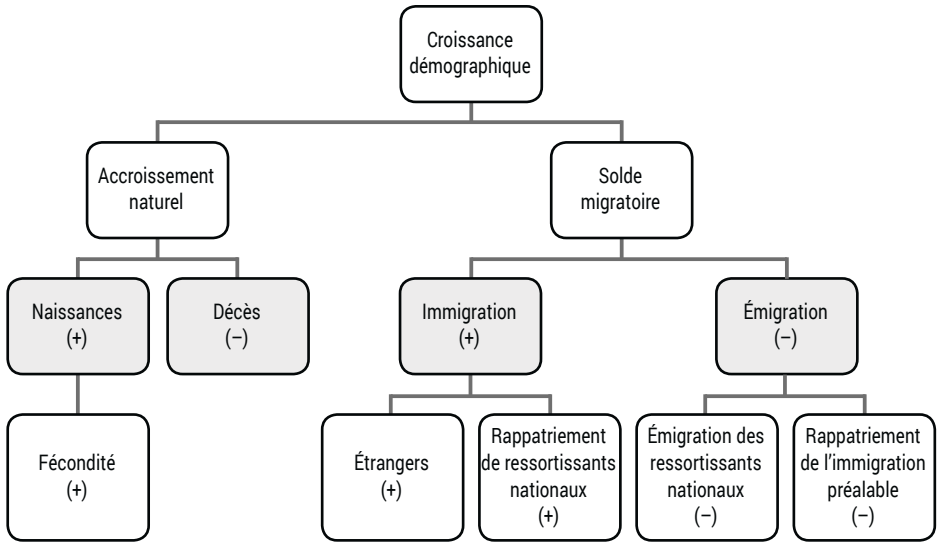 Croissance
démographique
Accroissement
naturel
Solde
migratoire
Naissances
(+)
Décès
(–)
Immigration
(+)
Émigration
(–)
Fécondité
(+)
Étrangers
(+)
Rappatriement
de ressortissants
nationaux
(+)
Émigration des
ressortissants
nationaux
(–)
Rappatriement
de l'immigration
préalable
(–)